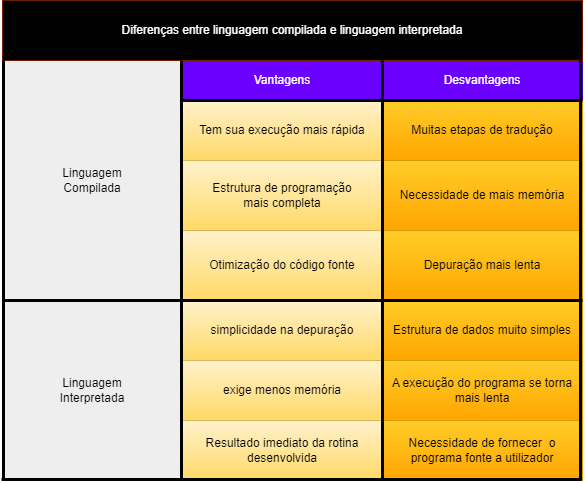 Diferenças entre linguagem compilada e linguagem interpretada
Vantagens
Desvantagens
Linguagem
Compilada
Tem sua execução mais rápida
Muitas etapas de tradução
Estrutura de programação
mais completa
Necessidade de mais memória
Otimização do código fonte
Depuração mais lenta
Linguagem
Interpretada
simplicidade na depuração
Estrutura de dados muito simples
exige menos memória
A execução do programa se torna
mais lenta
Resultado imediato da rotina
desenvolvida
Necessidade de fornecer o
programa fonte a utilizador